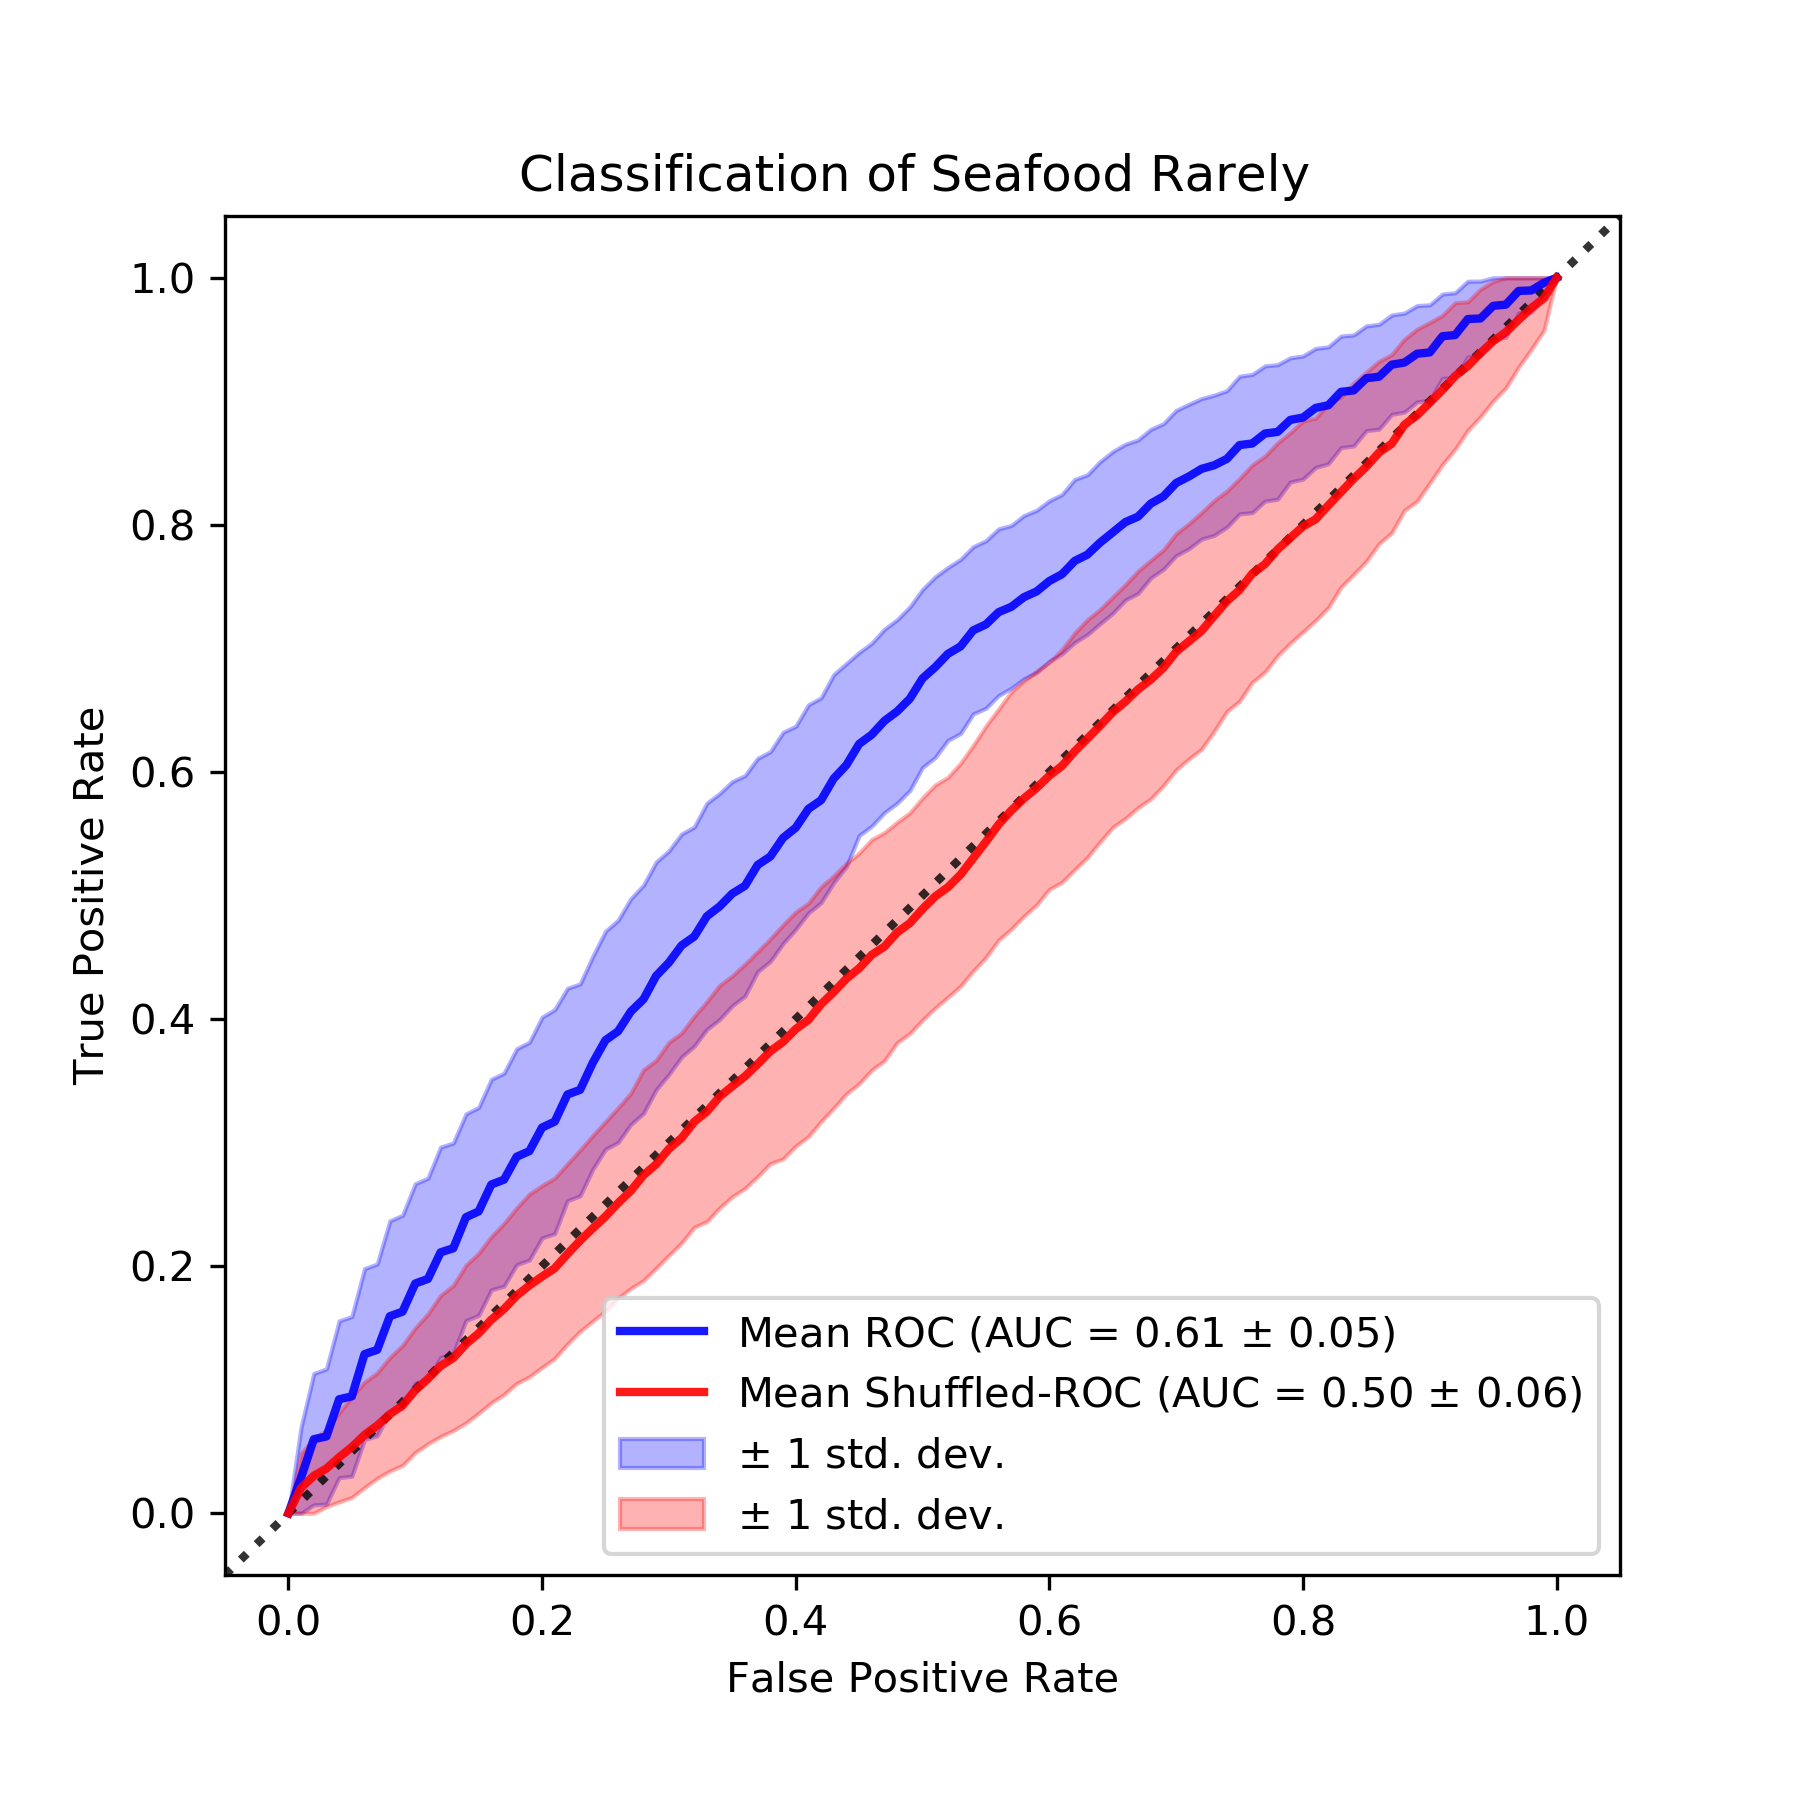 Classification of Seafood Rarely
True Positive Rate
1.0
0.8
0.6
0.4
0.2
0.0
Mean ROC (AUC = 0.61 ± 0.05)
Mean Shuffled-ROC (AUC = 0.50 ± 0.06)
± 1 std. dev.
± 1 std. dev.
0.0 0.2 0.4 0.6 0.8 1.0
False Positive Rate